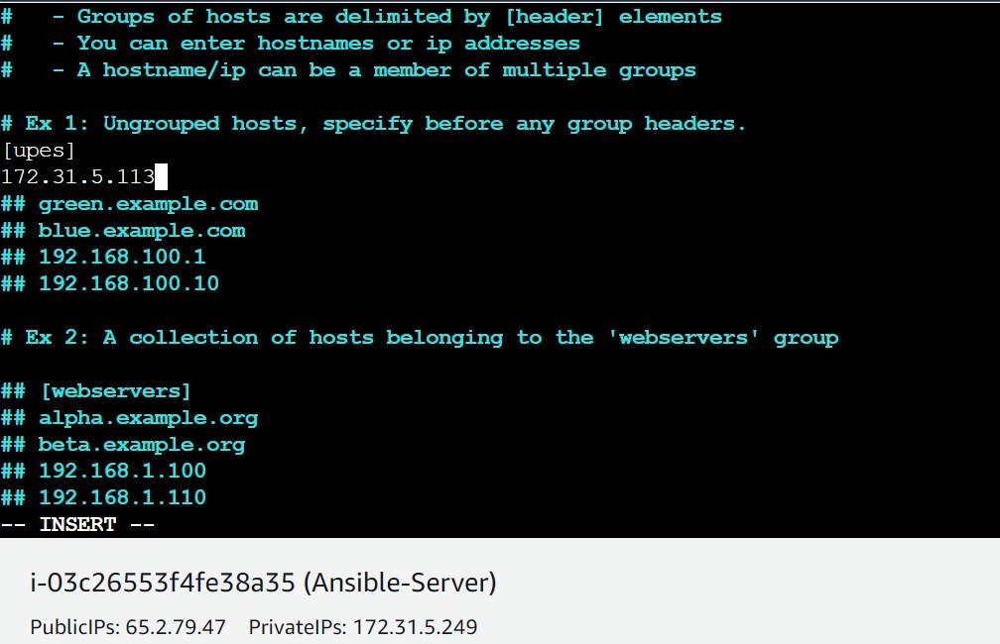 #   - Groups of hosts are delimited by [header] elements
#   - You can enter hostnames or ip addresses
#   - A hostname/ip can be a member of multiple groups
# Ex 1: Ungrouped hosts, specify before any group headers.
[upes]
172.31.5.113
## green.example.com
## blue.example.com
## 192.168.100.1
## 192.168.100.10
# Ex 2: A collection of hosts belonging to the 'webservers' group
## [webservers]
## alpha.example.org
## beta.example.org
## 192.168.1.100
## 192.168.1.110
-- INSERT --
i-03c26553f4fe38a35 (Ansible-Server)
PublicIPs: 65.2.79.47    PrivateIPs: 172.31.5.249